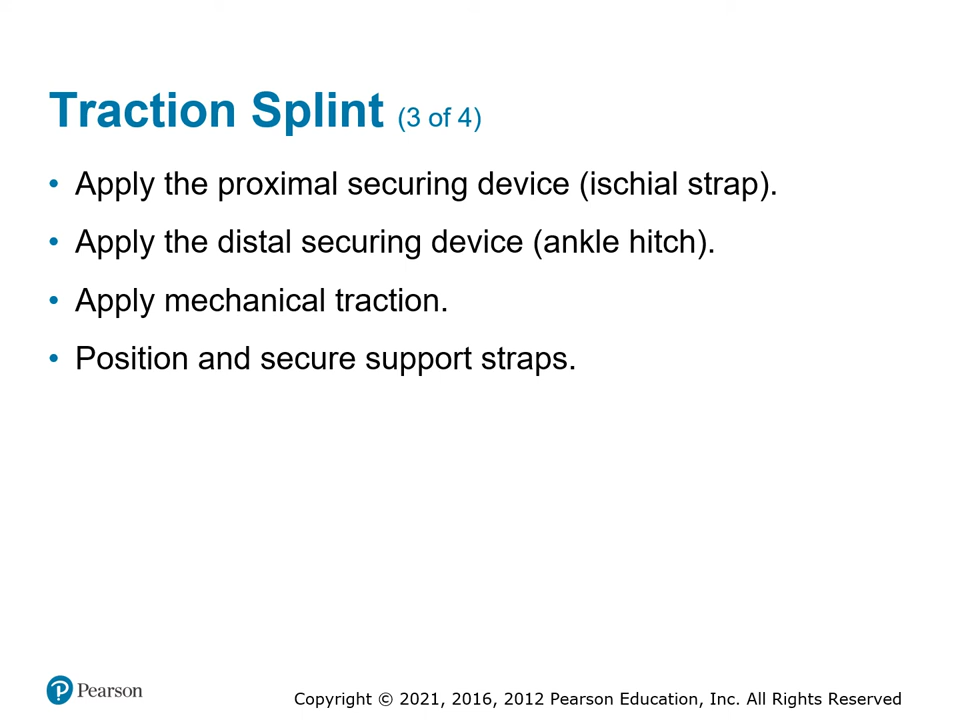 Traction Splint (3 of 4)
• Apply the proximal securing device (ischial strap).
• Apply the distal securing device (ankle hitch).
• Apply mechanical traction.
• Position and secure support straps.
Pearson
Copyright © 2021, 2016, 2012 Pearson Education, Inc. All Rights Reserved